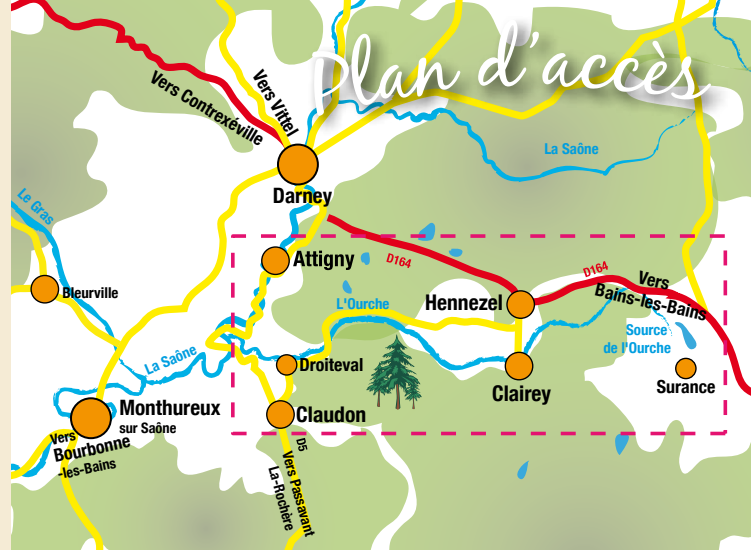 Plan d'accès
Vers Contrexéville
Vers Vittel
La Saône
Darney
Le Gras
Attigny
D164
D164
Vers
Bains-les-Bains
Bleurville
L'Ourche
Hennezel
Source
de l'Ourche
La Saône
Droiteval
Clairey
Surance
Monthureux
sur Saône
Claudon
Vers
Bourbonne
-les-Bains
D5
Vers Passavant
La-Rochère